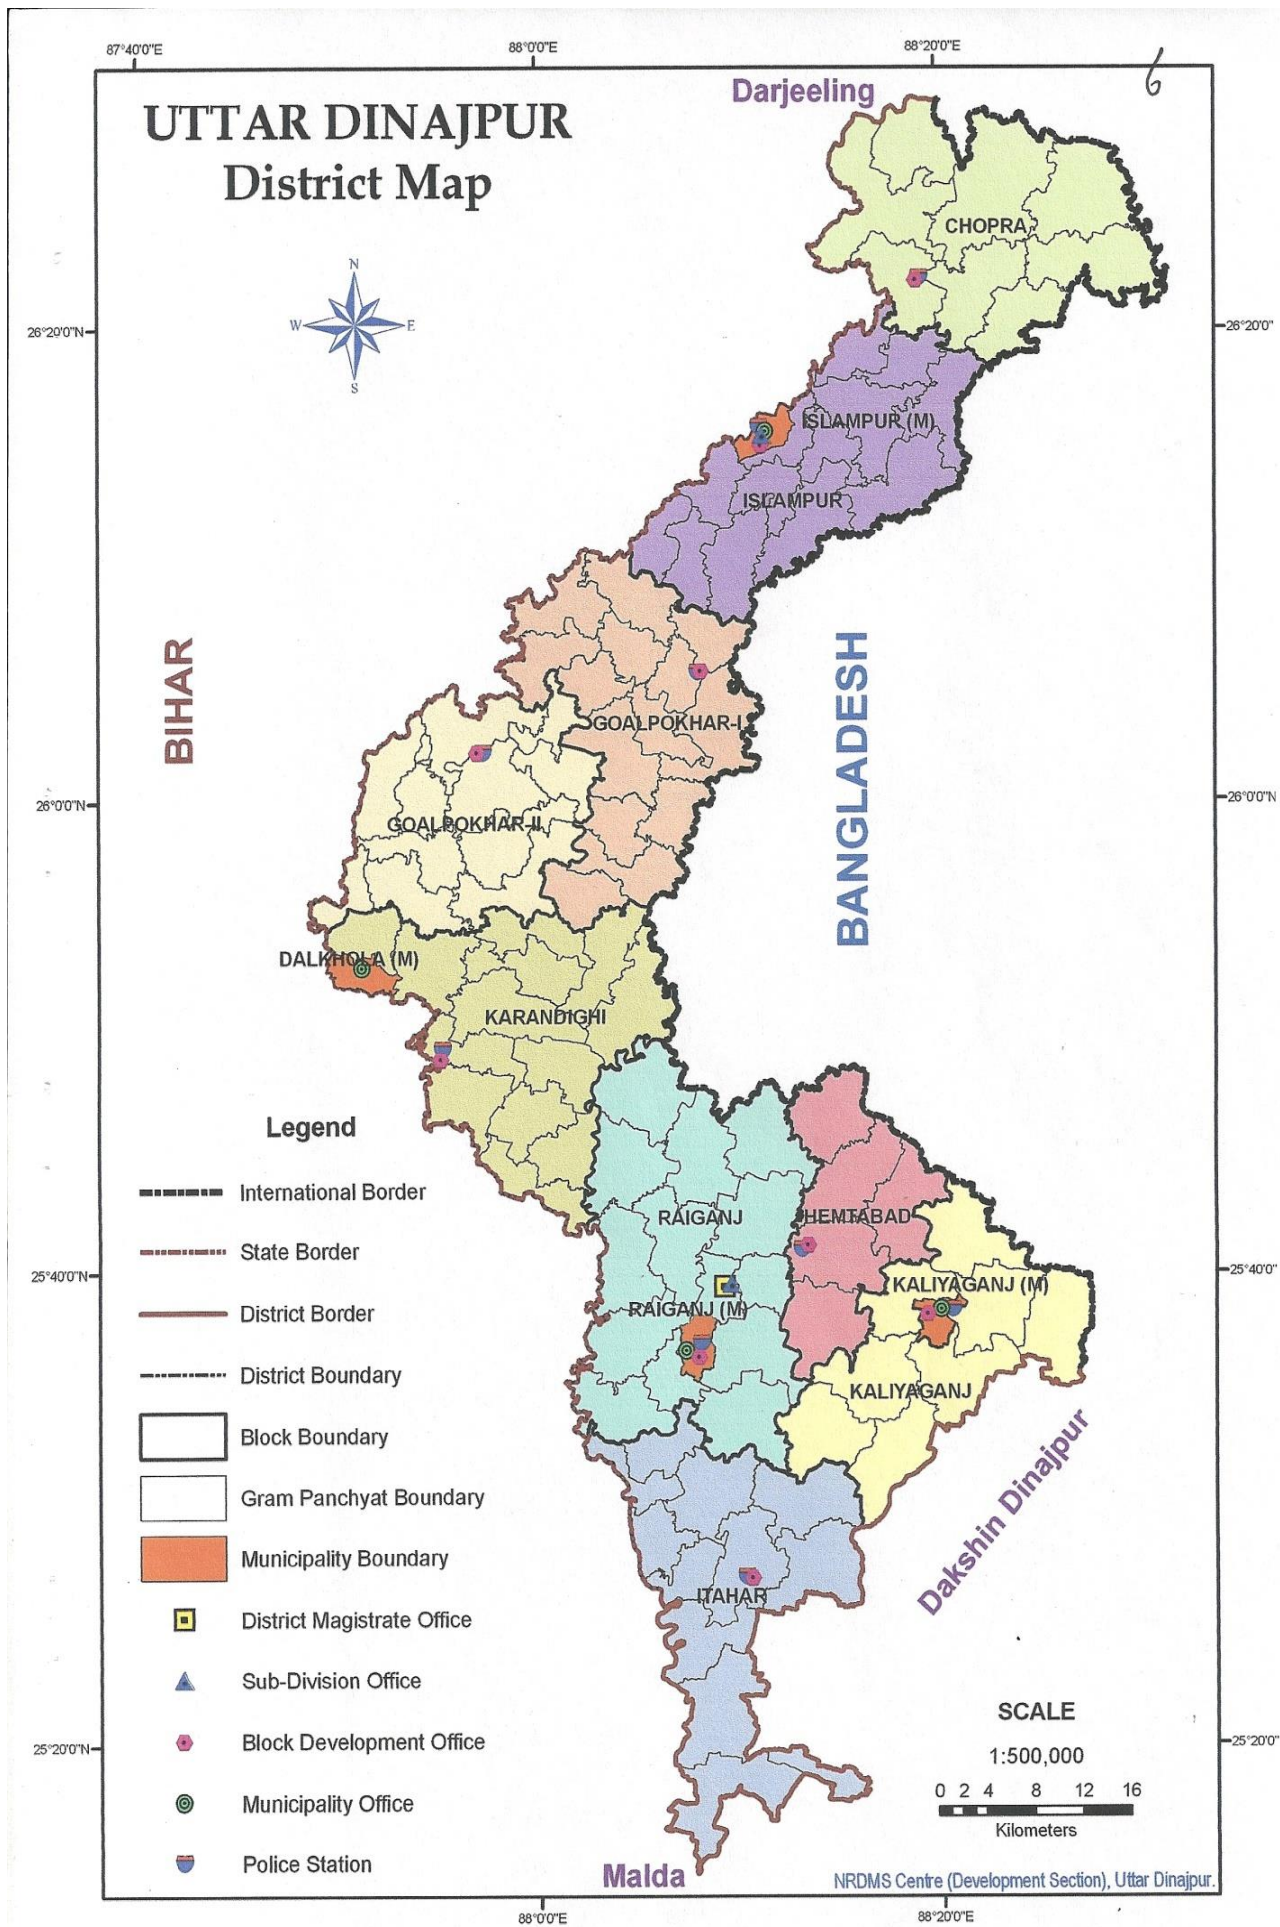 87°40'0"E
88°0'0"E
88°20'0"E
6
Darjeeling
UTTAR DINAJPUR
District Map
N
W
E
S
CHOPRA
26°20'0"N
26°20'0"
ISLAMPUR (M)
ISLAMPUR
BIHAR
BANGLADESH
GOALPOKHAR-I
26°0'0"N
26°0'0"N
GOALPOKHAR-II
DALKHOLA (M)
KARANDIGHI
Legend
International Border
State Border
District Border
District Boundary
Block Boundary
Gram Panchyat Boundary
Municipality Boundary
District Magistrate Office
Sub-Division Office
Block Development Office
Municipality Office
Police Station
RAIGANJ
HEMTABAD
25°40'0"N
25°40'0"
KALIYAGANJ (M)
RAIGANJ (M)
KALIYAGANJ
Dakshin Dinajpur
ITAHAR
SCALE
1:500,000
0 2 4 8 12 16
Kilometers
25°20'0"N
25°20'0"
Malda
NRDMS Centre (Development Section), Uttar Dinajpur.
88°0'0"E
88°20'0"E